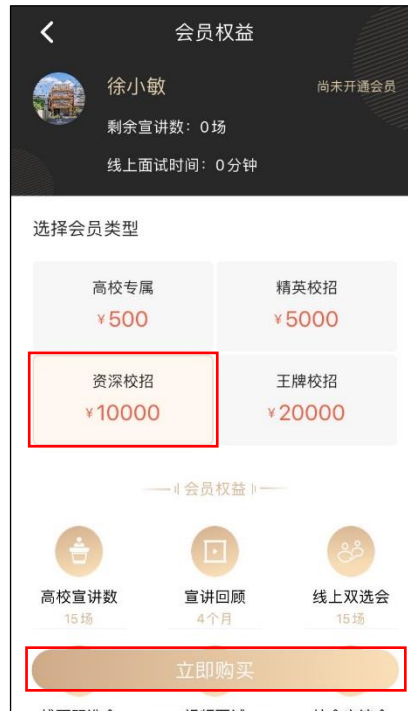 会员权益
徐小敏
尚未开通会员
剩余宣讲数：0场
线上面试时间：0分钟
选择会员类型
高校专属 精英校招
¥500 ¥5000
资深校招 王牌校招
¥10000 ¥20000
会员权益
高校宣讲数 宣讲回顾 线上双选会
15场 4个月 15场
立即购买